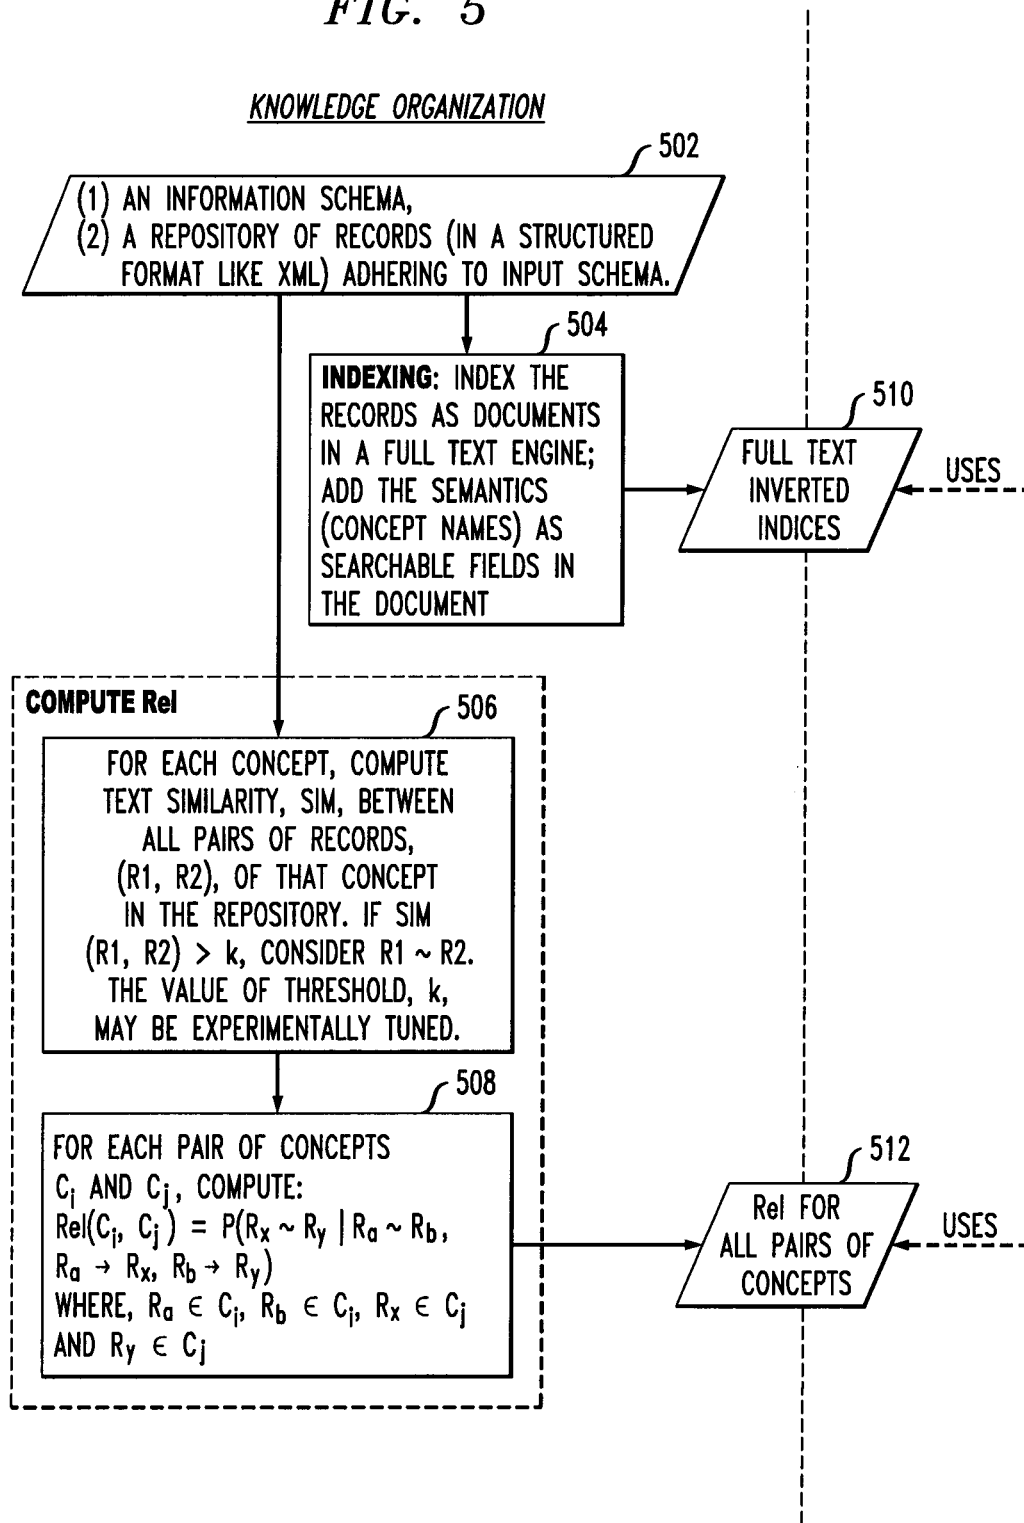 FIG. 5
KNOWLEDGE ORGANIZATION
502
(1) AN INFORMATION SCHEMA,
(2) A REPOSITORY OF RECORDS (IN A STRUCTURED
FORMAT LIKE XML) ADHERING TO INPUT SCHEMA.
504
INDEXING: INDEX THE
RECORDS AS DOCUMENTS
IN A FULL TEXT ENGINE;
ADD THE SEMANTICS
(CONCEPT NAMES) AS
SEARCHABLE FIELDS IN
THE DOCUMENT
510
FULL TEXT
INVERTED
INDICES
USES
COMPUTE Rel
506
FOR EACH CONCEPT, COMPUTE
TEXT SIMILARITY, SIM, BETWEEN
ALL PAIRS OF RECORDS,
(R1, R2), OF THAT CONCEPT
IN THE REPOSITORY. IF SIM
(R1, R2) > k, CONSIDER R1 ~ R2.
THE VALUE OF THRESHOLD, k,
MAY BE EXPERIMENTALLY TUNED.
508
FOR EACH PAIR OF CONCEPTS
Ci AND Cj, COMPUTE:
Rel(Ci, Cj) = P(Rx ~ Ry | Ra ~ Rb,
Ra → Rx, Rb → Ry)
WHERE, Ra ∈ Ci, Rb ∈ Ci, Rx ∈ Cj
AND Ry ∈ Cj
512
Rel FOR
ALL PAIRS OF
CONCEPTS
USES